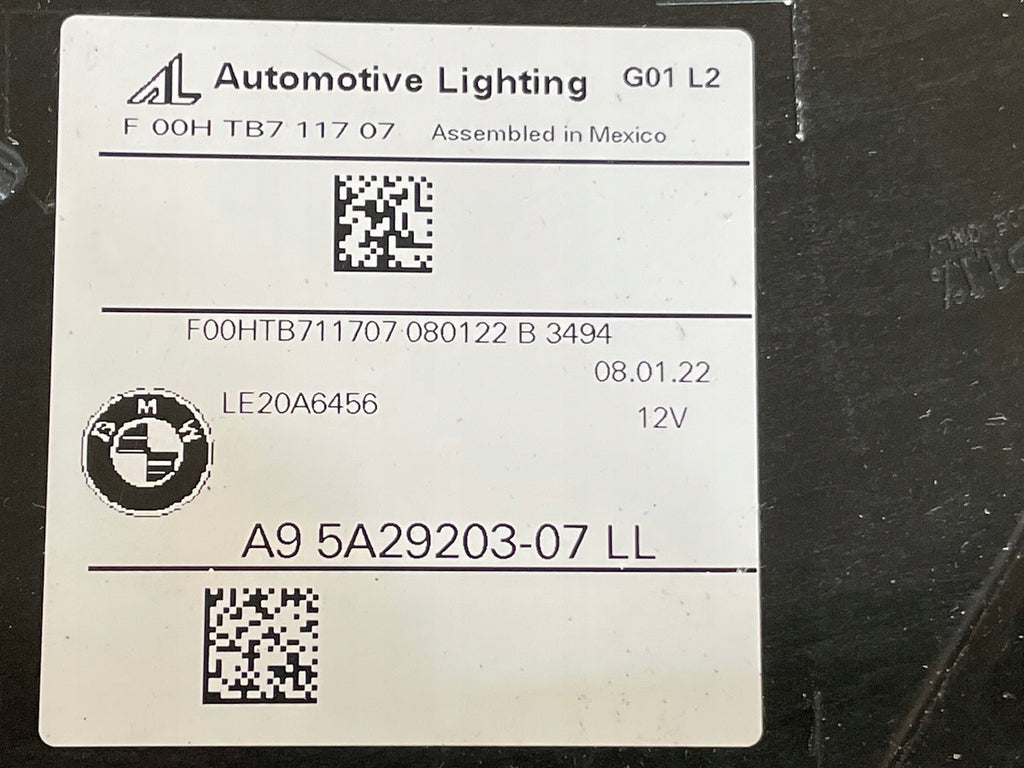 AL Automotive Lighting G01 L2
F 00H TB7 117 07 Assembled in Mexico
F00HTB711707 080122 B 3494
08.01.22
LE20A6456
12V
BMW
A9 5A29203-07 LL